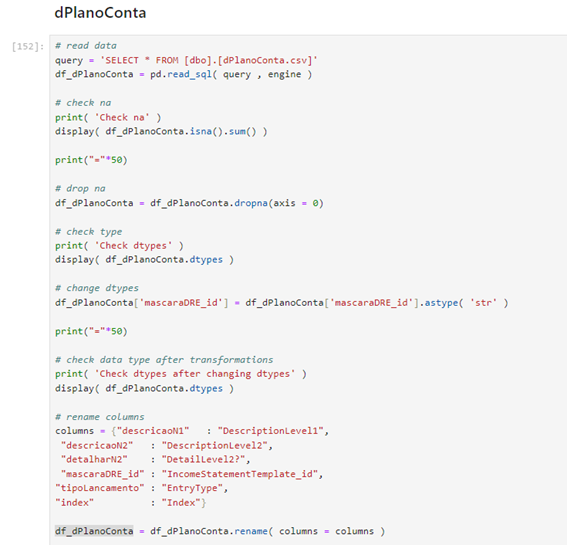 dPlanoConta
[152]:
# read data
query = 'SELECT * FROM [dbo].[dPlanoConta.csv]'
df_dPlanoConta = pd.read_sql( query , engine )
# check na
print( 'Check na' )
display( df_dPlanoConta.isna().sum() )
print("="*50)
# drop na
df_dPlanoConta = df_dPlanoConta.dropna(axis = 0)
# check type
print( 'Check dtypes' )
display( df_dPlanoConta.dtypes )
# change dtypes
df_dPlanoConta['mascaraDRE_id'] = df_dPlanoConta['mascaraDRE_id'].astype( 'str' )
print("="*50)
# check data type after transformations
print( 'Check dtypes after changing dtypes' )
display( df_dPlanoConta.dtypes )
# rename columns
columns = {"descricaoN1" : "DescriptionLevel1",
"descricaoN2" : "DescriptionLevel2",
"detalharN2" : "DetailLevel2?",
"mascaraDRE_id" : "IncomeStatementTemplate_id",
"tipoLancamento" : "EntryType",
"index" : "Index"}
df_dPlanoConta = df_dPlanoConta.rename( columns = columns )